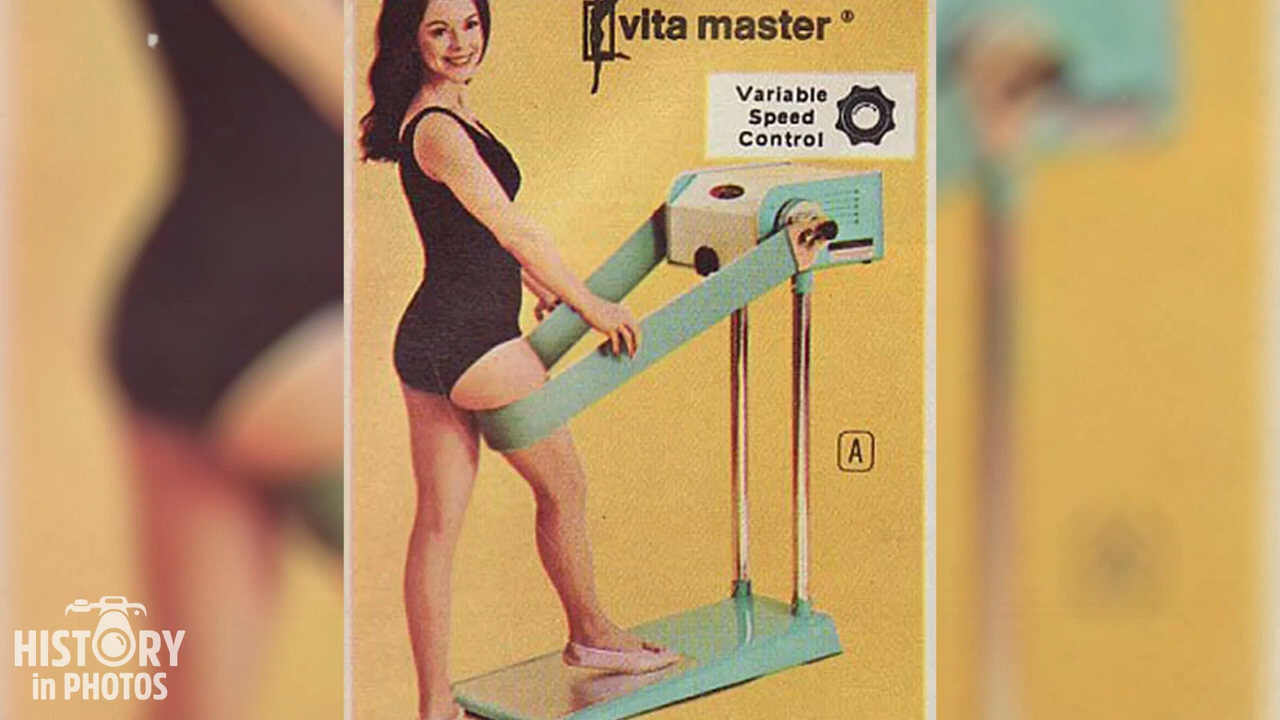 vita master®
Variable
Speed
Control
A
HISTORY
in PHOTOS